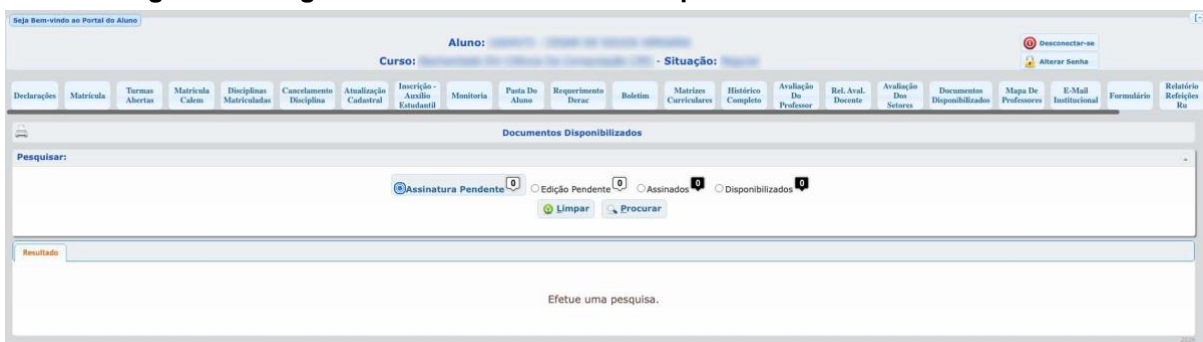 Seja Bem-vindo ao Portal do Aluno
[-
Aluno:
Desconectar-se
Curso: - Situação:
Alterar Senha
Declarações
Matrícula
Turmas
Abertas
Matrícula
Calem
Disciplinas
Matriculadas
Cancelamento
Disciplina
Atualização
Cadastral
Inscrição -
Auxílio
Estudantil
Monitoria
Pasta Do
Aluno
Requerimento
Derac
Boletim
Matrizes
Curriculares
Histórico
Completo
Avaliação
Do
Professor
Rel. Aval.
Docente
Avaliação
Dos
Setores
Documentos
Disponibilizados
Mapa De
Professores
E-Mail
Institucional
Formulário
Relatório
Refeições
Ru
Documentos Disponibilizados
Pesquisar:
Assinatura Pendente 0 Edição Pendente 0 Assinados 0 Disponibilizados 0
Limpar Procurar
Resultado
Efetue uma pesquisa.